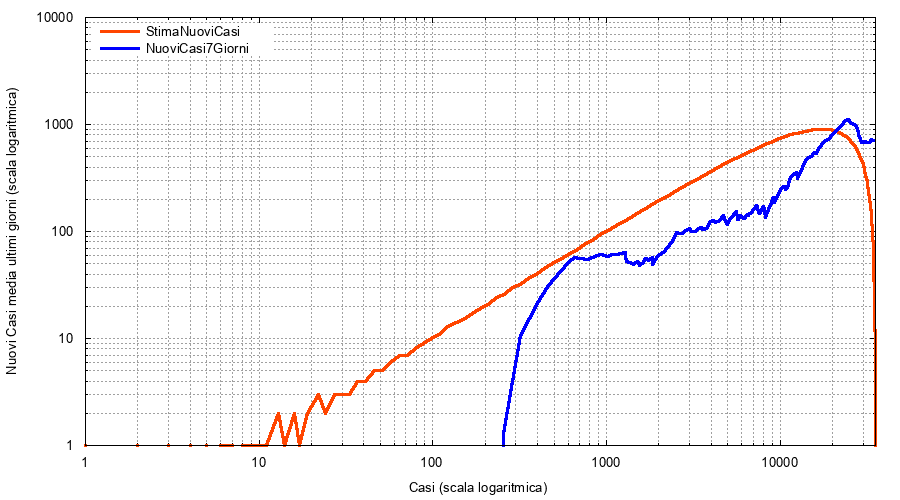 10000
StimaNuoviCasi
NuoviCasi7Giorni
1000
100
10
1
Nuovi Casi media ultimi giorni (scala logaritmica)
1 10 100 1000 10000
Casi (scala logaritmica)